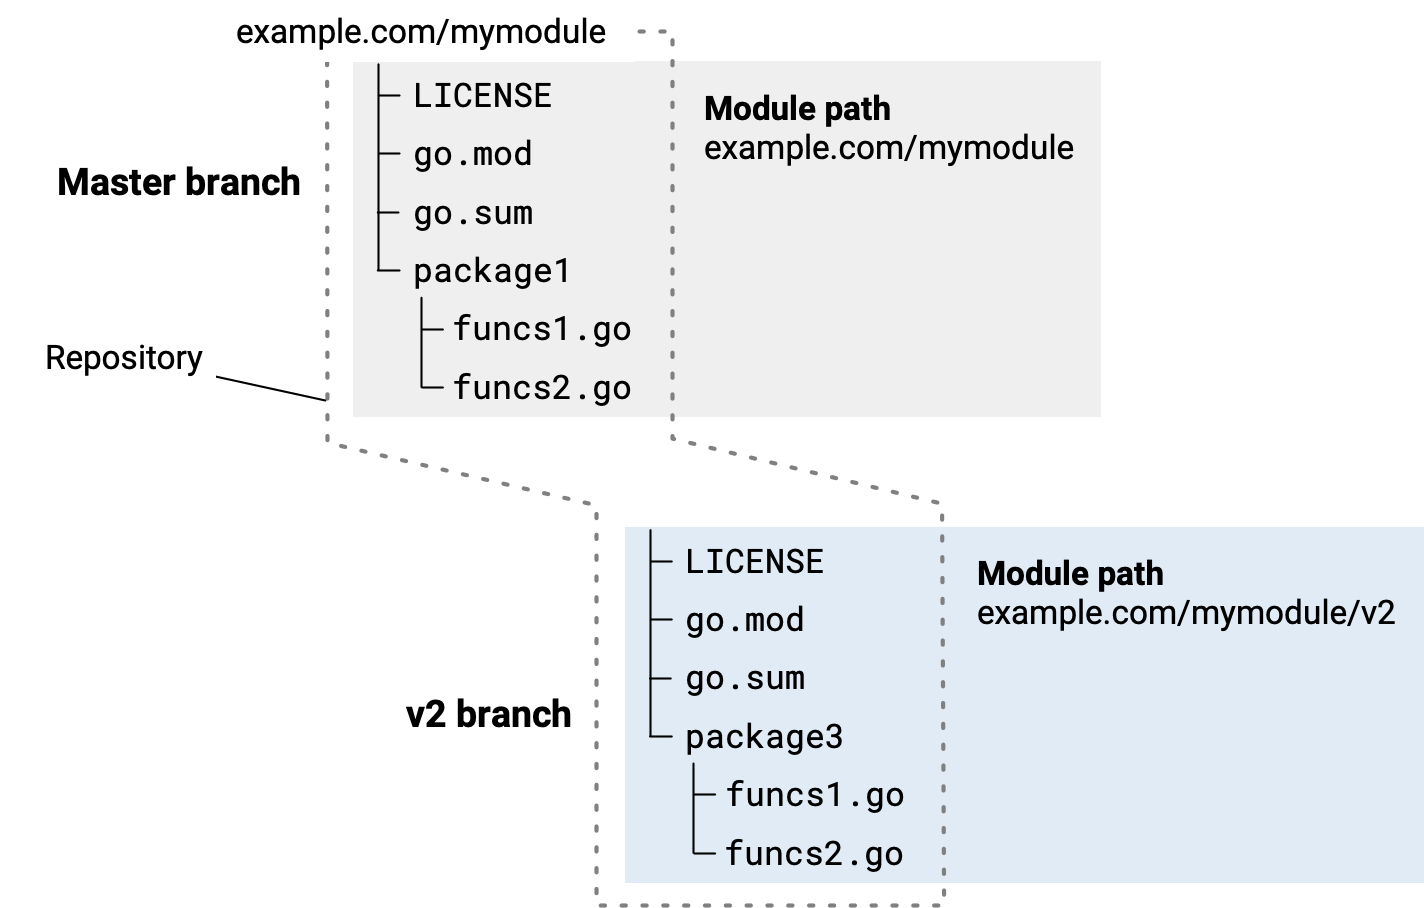 example.com/mymodule
LICENSE
go.mod
go.sum
package1
funcs1.go
funcs2.go
Module path
example.com/mymodule
Master branch
Repository
LICENSE
go.mod
go.sum
package3
funcs1.go
funcs2.go
Module path
example.com/mymodule/v2
v2 branch